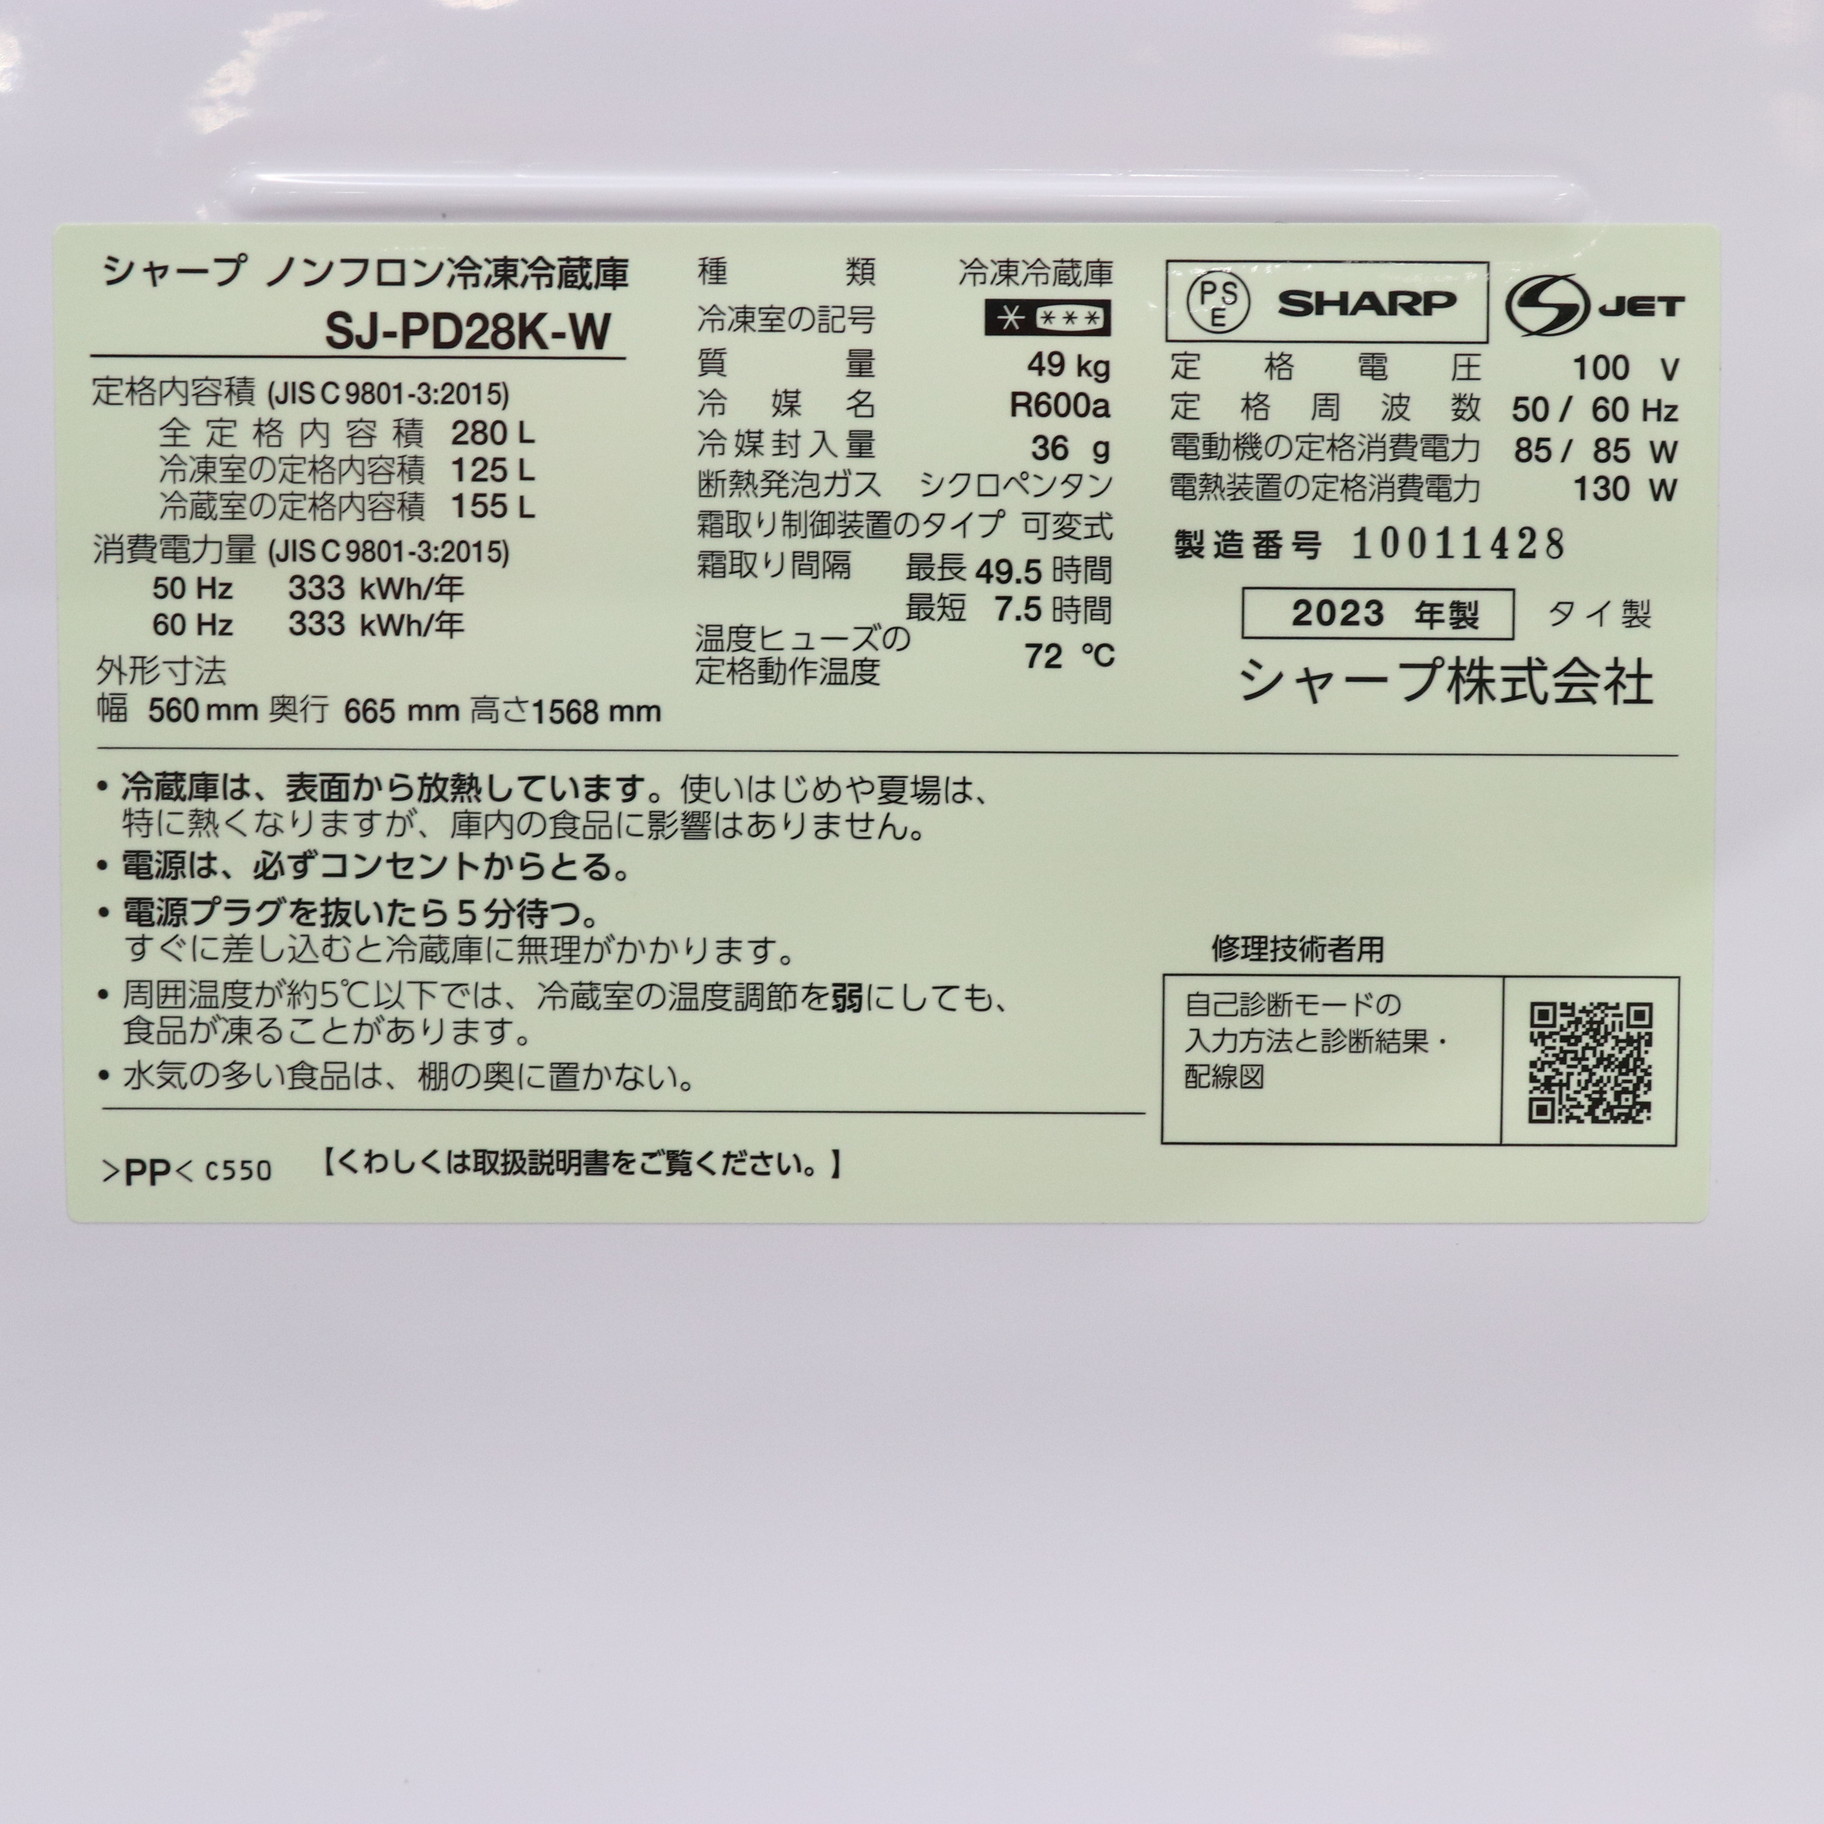 シャープ ノンフロン冷凍冷蔵庫
SJ-PD28K-W
定格内容積 (JIS C 9801-3:2015)
全定格内容積 280 L
冷凍室の定格内容積 125 L
冷蔵室の定格内容積 155 L
消費電力量 (JIS C 9801-3:2015)
50 Hz 333 kWh/年
60 Hz 333 kWh/年
外形寸法
幅 560 mm 奥行 665 mm 高さ1568 mm
種類 冷凍冷蔵庫
冷凍室の記号 * ***
質量 49 kg
冷媒名 R600a
冷媒封入量 36 g
断熱発泡ガス シクロペンタン
霜取り制御装置のタイプ 可変式
霜取り間隔 最長 49.5 時間
最短 7.5 時間
温度ヒューズの
定格動作温度 72 ℃
PSE SHARP S JET
定格電圧 100 V
定格周波数 50 / 60 Hz
電動機の定格消費電力 85 / 85 W
電熱装置の定格消費電力 130 W
製造番号 10011428
2023 年製 タイ製
シャープ株式会社
・冷蔵庫は、表面から放熱しています。使いはじめや夏場は、
特に熱くなりますが、庫内の食品に影響はありません。
・電源は、必ずコンセントからとる。
・電源プラグを抜いたら5分待つ。
すぐに差し込むと冷蔵庫に無理がかかります。
・周囲温度が約5℃以下では、冷蔵室の温度調節を弱にしても、
食品が凍ることがあります。
・水気の多い食品は、棚の奥に置かない。
>PP< C550 【くわしくは取扱説明書をご覧ください。】
修理技術者用
自己診断モードの
入力方法と診断結果・
配線図